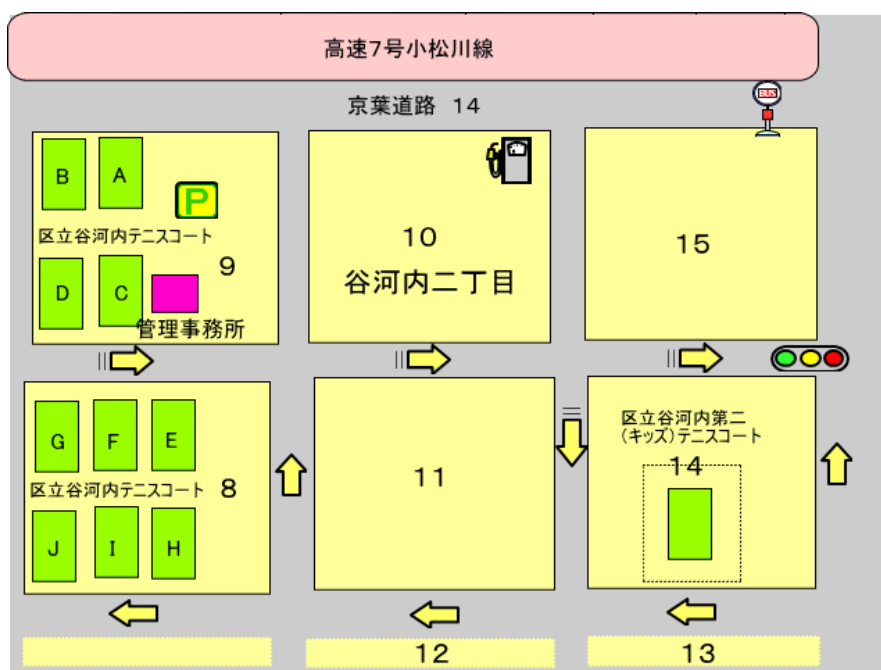 高速7号小松川線
京葉道路 14
BUS
B
A
P
区立谷河内テニスコート
9
D
C
管理事務所
10
谷河内二丁目
15
G
F
E
区立谷河内テニスコート 8
J
I
H
11
区立谷河内第二
(キッズ)テニスコート
14
12
13